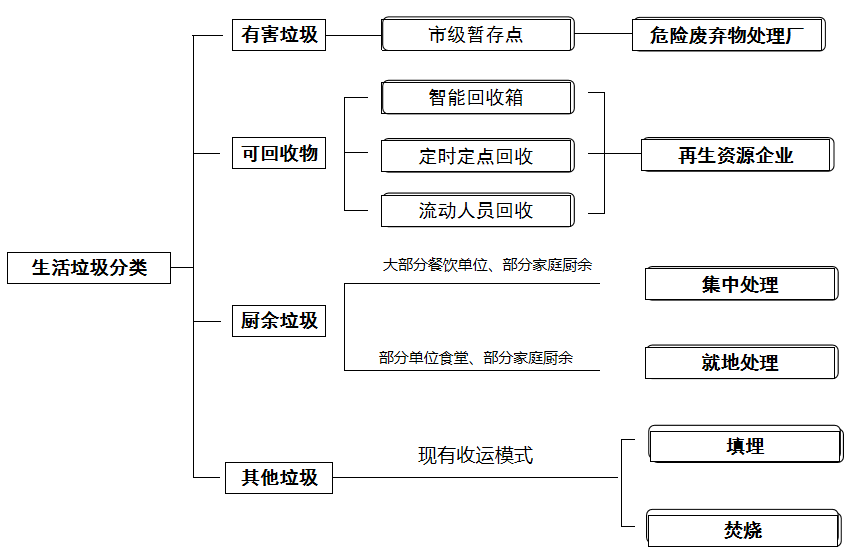 有害垃圾
市级暂存点
危险废弃物处理厂
智能回收箱
可回收物
定时定点回收
再生资源企业
流动人员回收
生活垃圾分类
大部分餐饮单位、部分家庭厨余
集中处理
厨余垃圾
部分单位食堂、部分家庭厨余
就地处理
现有收运模式
填埋
其他垃圾
焚烧